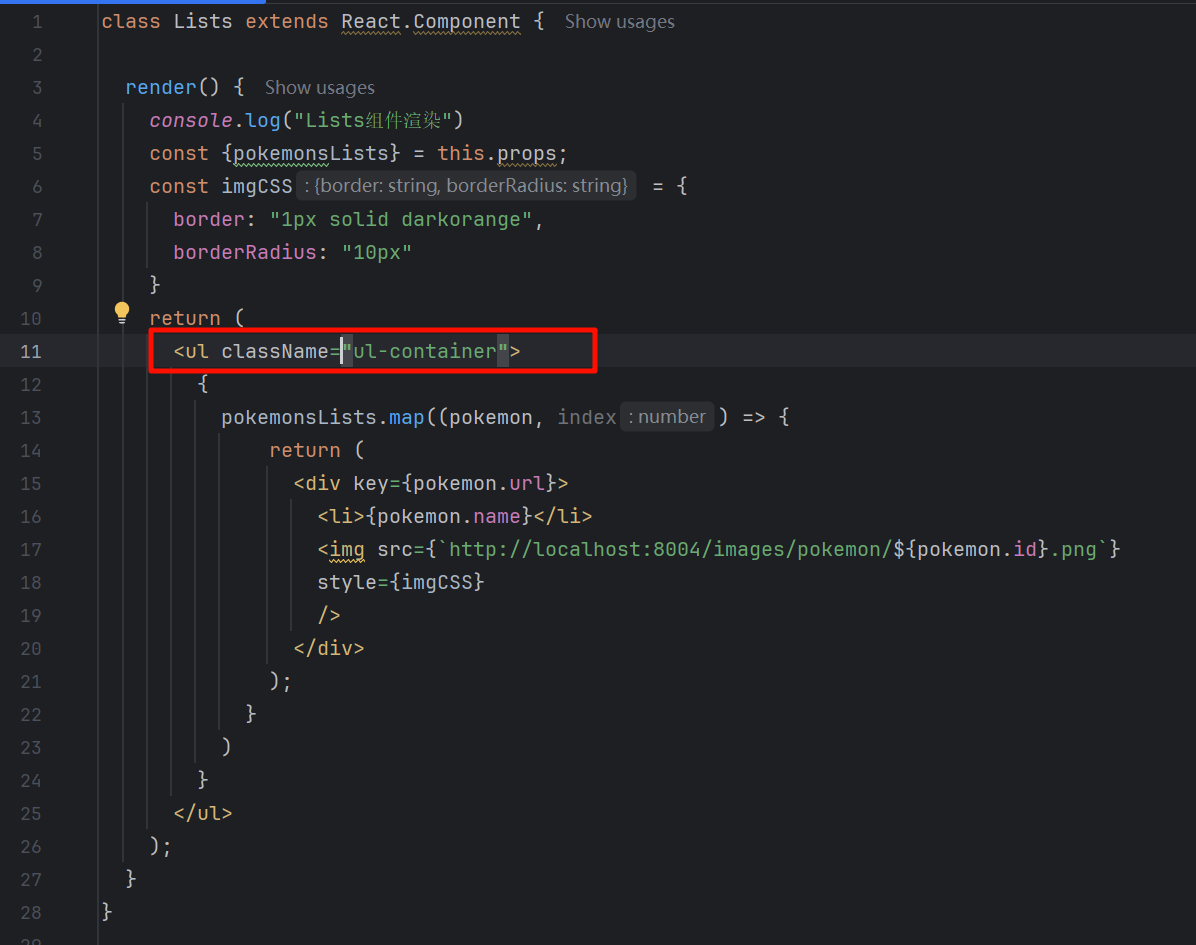 1 class Lists extends React.Component { Show usages
2
3 render() { Show usages
4 console.log("Lists组件渲染")
5 const {pokemonsLists} = this.props;
6 const imgCSS : {border: string, borderRadius: string} = {
7 border: "1px solid darkorange",
8 borderRadius: "10px"
9 }
10 return (
11 <ul className="ul-container">
12 {
13 pokemonsLists.map((pokemon, index : number ) => {
14 return (
15 <div key={pokemon.url}>
16 <li>{pokemon.name}</li>
17 <img src={`http://localhost:8004/images/pokemon/${pokemon.id}.png`}
18 style={imgCSS}
19 />
20 </div>
21 );
22 }
23 )
24 }
25 </ul>
26 );
27 }
28 }